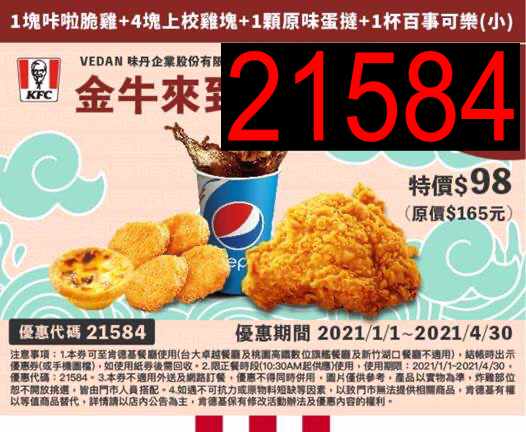 1塊咔啦脆雞+4塊上校雞塊+1顆原味蛋撻+1杯百事可樂(小)
KFC
VEDAN 味丹企業股份有限
金牛來到
21584
特價$98
(原價$165元)
pep
優惠代碼 21584
優惠期間 2021/1/1~2021/4/30
注意事項：1.本券可至肯德基餐廳使用(台大卓越餐廳及桃園高鐵數位旗艦餐廳及新竹湖口餐廳不適用)，結帳時出示
優惠券(或手機圖檔)，如使用紙券後需回收。2.限正餐時段(10:30AM起供應)使用，使用期限：2021/1/1~2021/4/30，
優惠代碼：21584。3.本券不適用外送及網路訂餐，優惠不得同時併用，圖片僅供參考，產品以實物為準，炸雞部位
恕不開放挑選，皆由門市人員搭配。4.如遇不可抗力或原物料短缺等因素，以致門市無法提供相關商品，肯德基有權
以等值商品替代，詳情請以店內公告為主，肯德基保有修改活動辦法及優惠內容的權利。